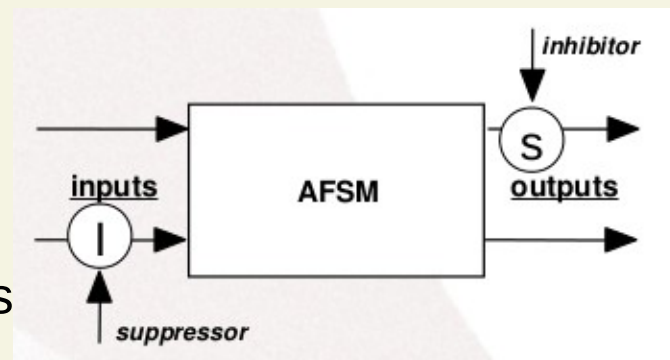 inhibitor
S
inputs
AFSM
outputs
I
s
suppressor